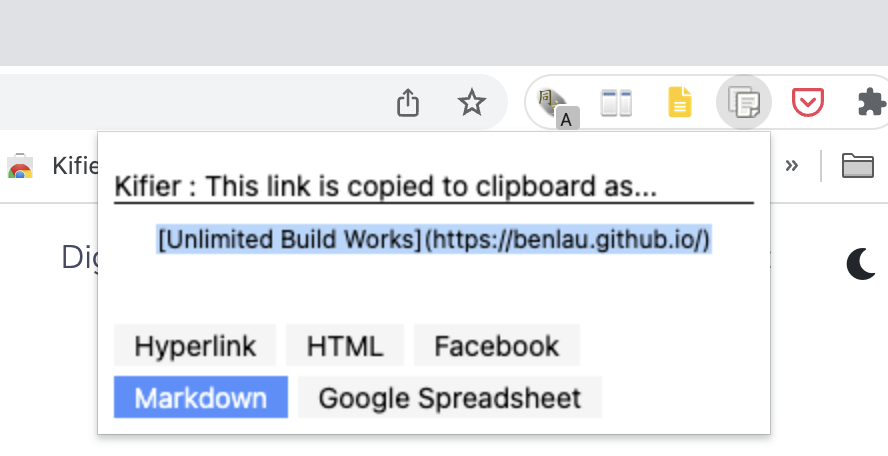 同
A
Kifie
»
Kifier : This link is copied to clipboard as...
[Unlimited Build Works](https://benlau.github.io/)
Dig
Hyperlink HTML Facebook
Markdown Google Spreadsheet